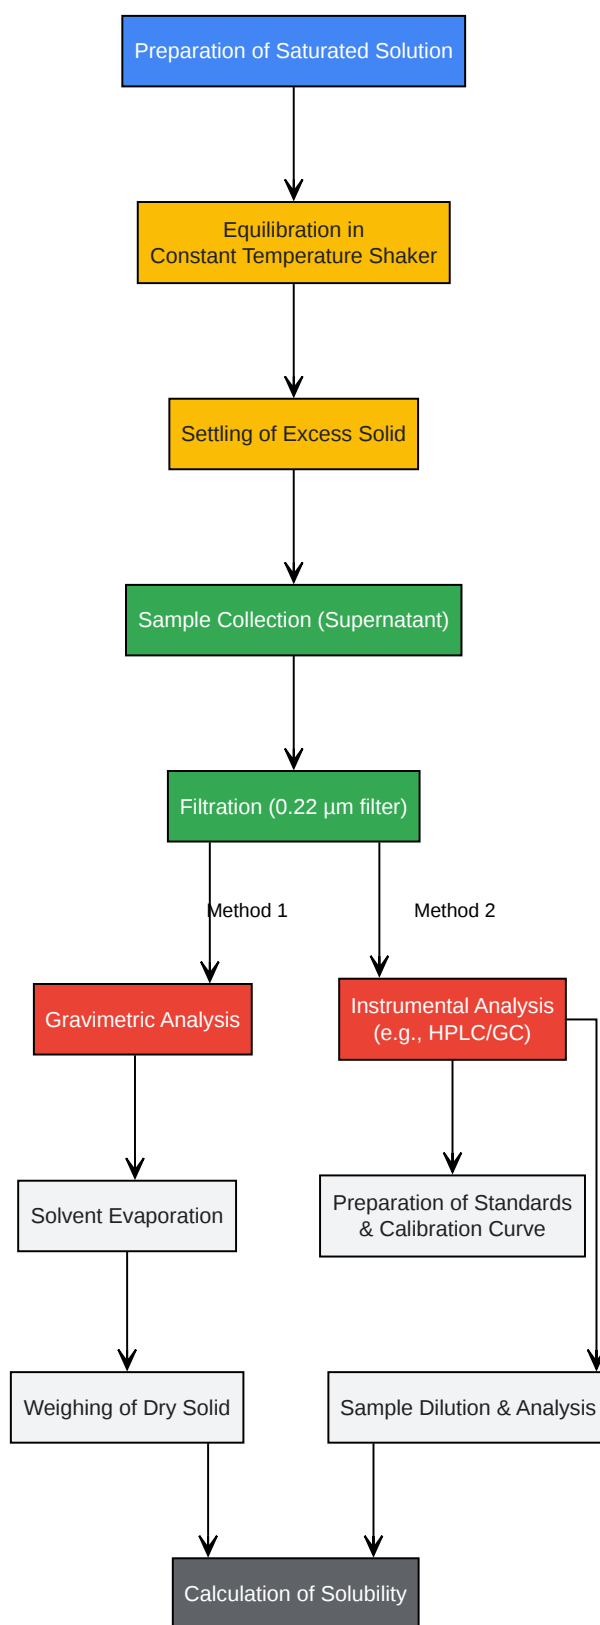 Preparation of Saturated Solution
Equilibration in
Constant Temperature Shaker
Settling of Excess Solid
Sample Collection (Supernatant)
Filtration (0.22 µm filter)
Method 1
Method 2
Gravimetric Analysis
Instrumental Analysis
(e.g., HPLC/GC)
Solvent Evaporation
Preparation of Standards
& Calibration Curve
Weighing of Dry Solid
Sample Dilution & Analysis
Calculation of Solubility